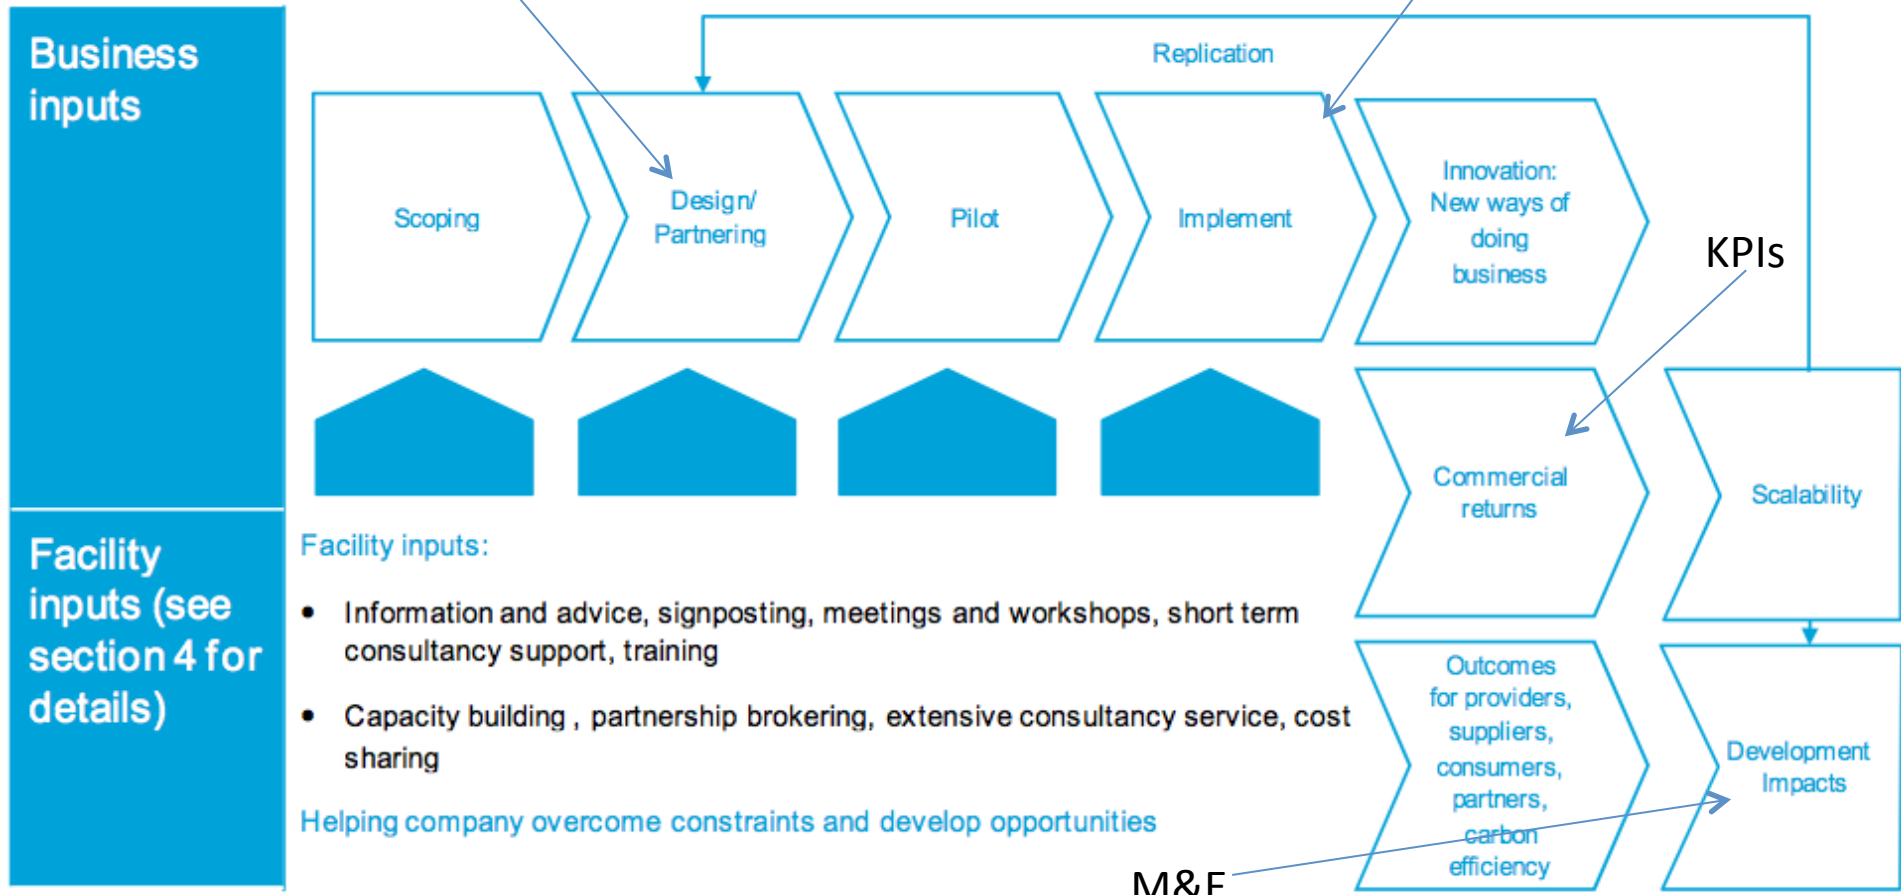 Business
inputs
Replication
Scoping
Design/
Partnering
Pilot
Implement
Innovation:
New ways of
doing
business
KPIs
Commercial
returns
Scalability
Facility
inputs (see
section 4 for
details)
Facility inputs:
• Information and advice, signposting, meetings and workshops, short term
consultancy support, training
• Capacity building , partnership brokering, extensive consultancy service, cost
sharing
Helping company overcome constraints and develop opportunities
Outcomes
for providers,
suppliers,
consumers,
partners,
carbon
efficiency
Development
Impacts
M&E